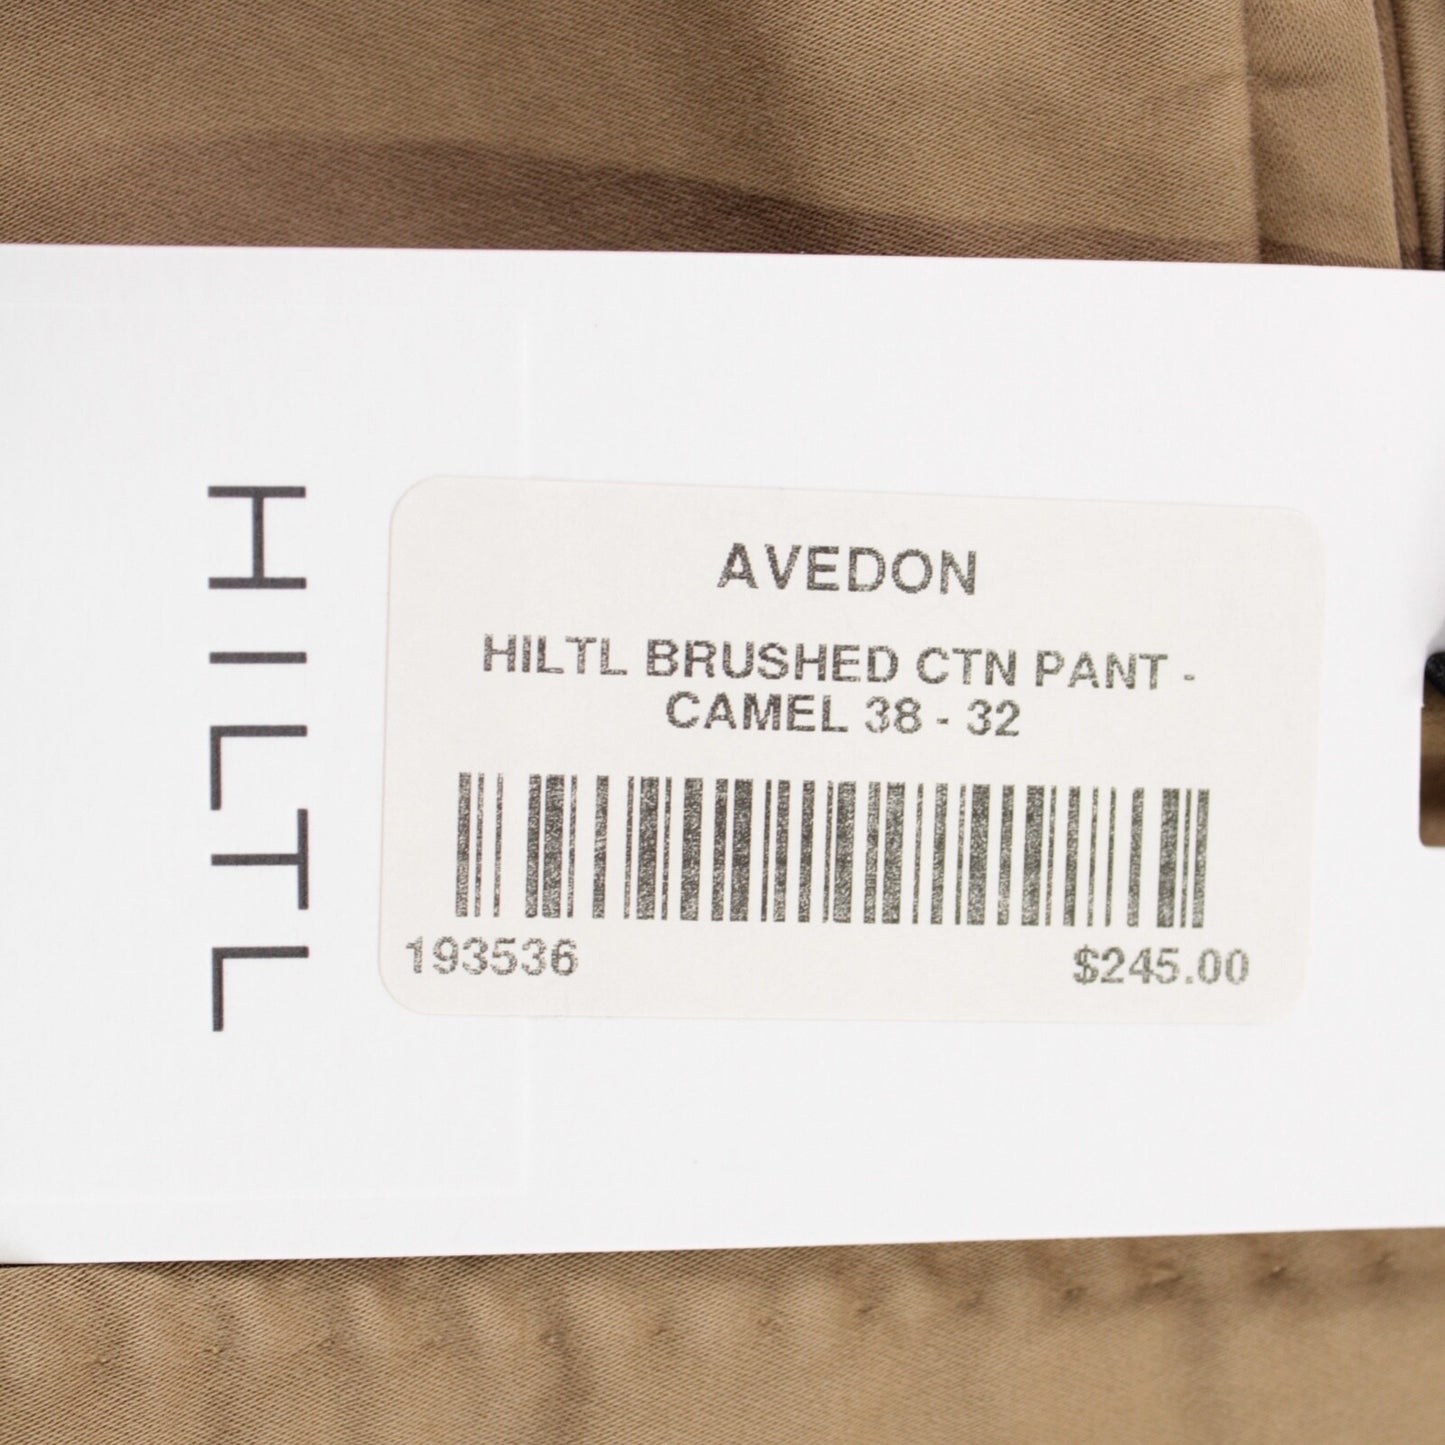 HILTL
AVEDON
HILTL BRUSHED CTN PANT -
CAMEL 38 - 32
193536 $245.00